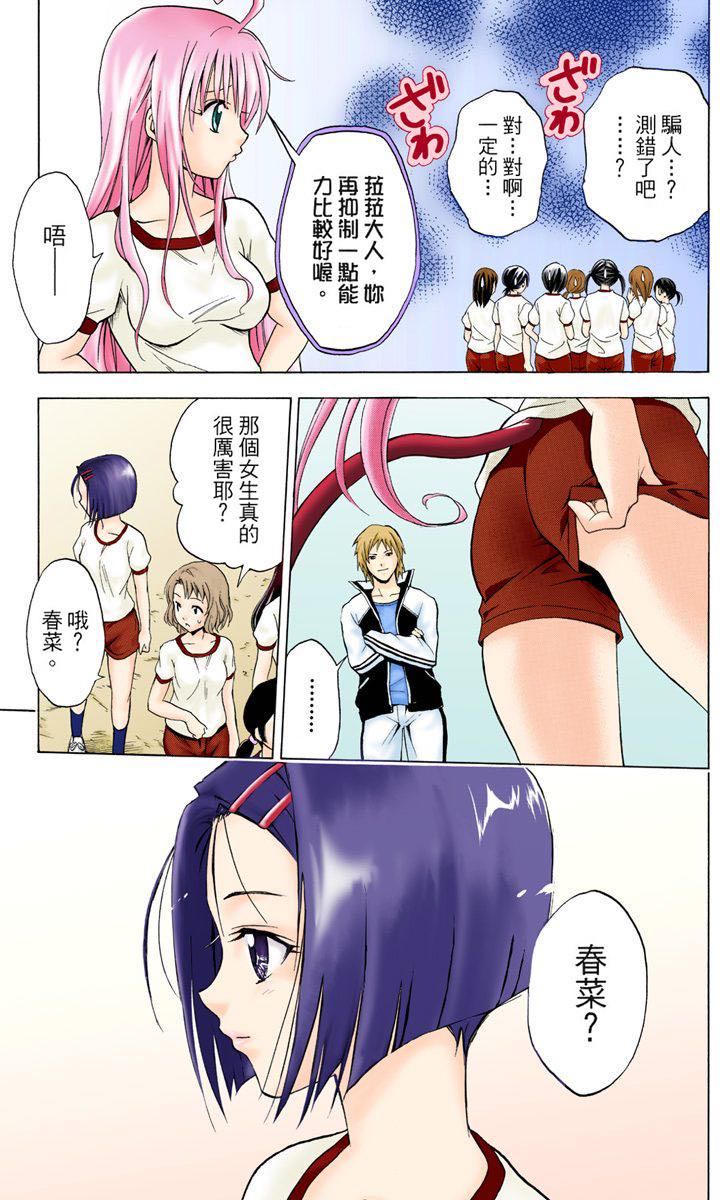 騙人…？
測錯了吧
……？
ざわ
對…對啊…
一定的…
ざわ
菈菈大人，妳
再抑制一點能
力比較好喔。
唔——
………
那個女生真的
很厲害耶？
哦？
春菜。
春菜？